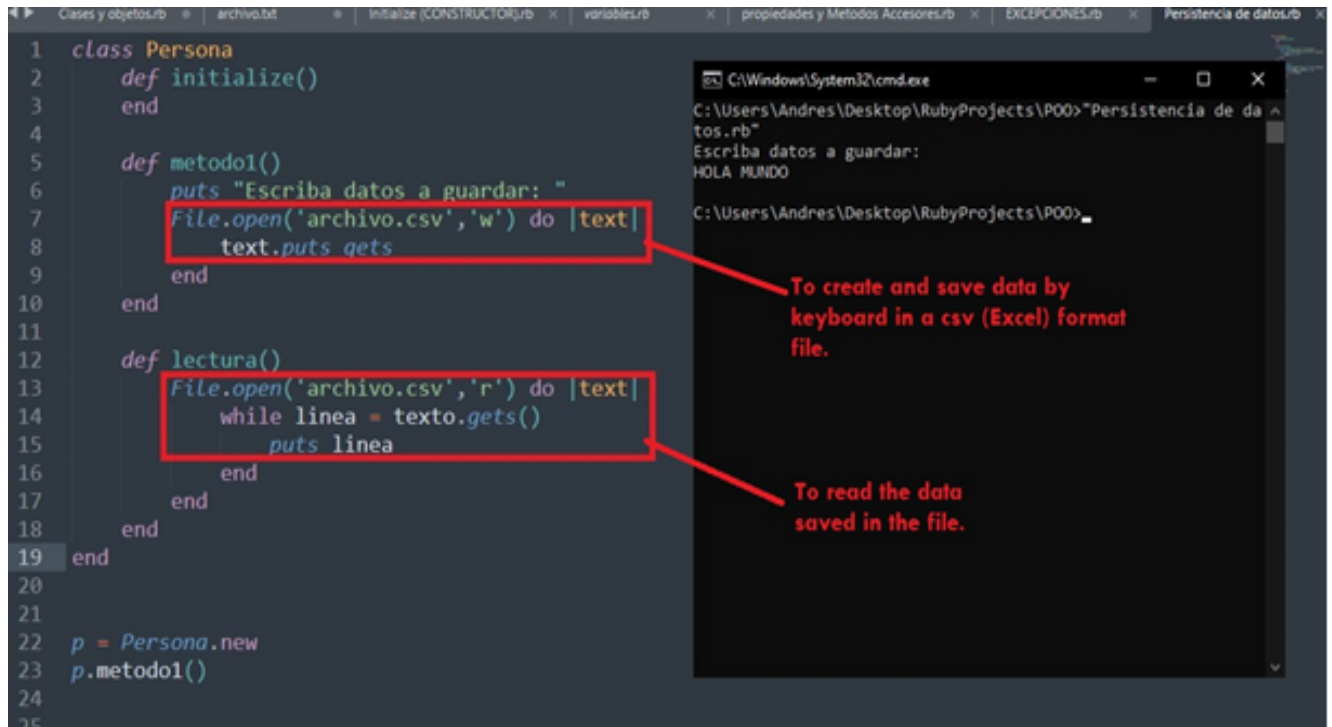 Clases y objetos.rb archivo.txt Initialize (CONSTRUCTOR).rb variables.rb propiedades y Metodos Accesores.rb EXCEPCIONES.rb Persistencia de datos.rb
1 class Persona
2 def initialize()
3 end
4
5 def metodo1()
6 puts "Escriba datos a guardar: "
7 File.open('archivo.csv','w') do |text|
8 text.puts gets
9 end
10 end
11
12 def lectura()
13 File.open('archivo.csv','r') do |text|
14 while linea = texto.gets()
15 puts linea
16 end
17 end
18 end
19 end
20
21
22 p = Persona.new
23 p.metodo1()
24
25
C:\Windows\System32\cmd.exe
C:\Users\Andres\Desktop\RubyProjects\POO>"Persistencia de da
tos.rb"
Escriba datos a guardar:
HOLA MUNDO
C:\Users\Andres\Desktop\RubyProjects\POO>
To create and save data by
keyboard in a csv (Excel) format
file.
To read the data
saved in the file.